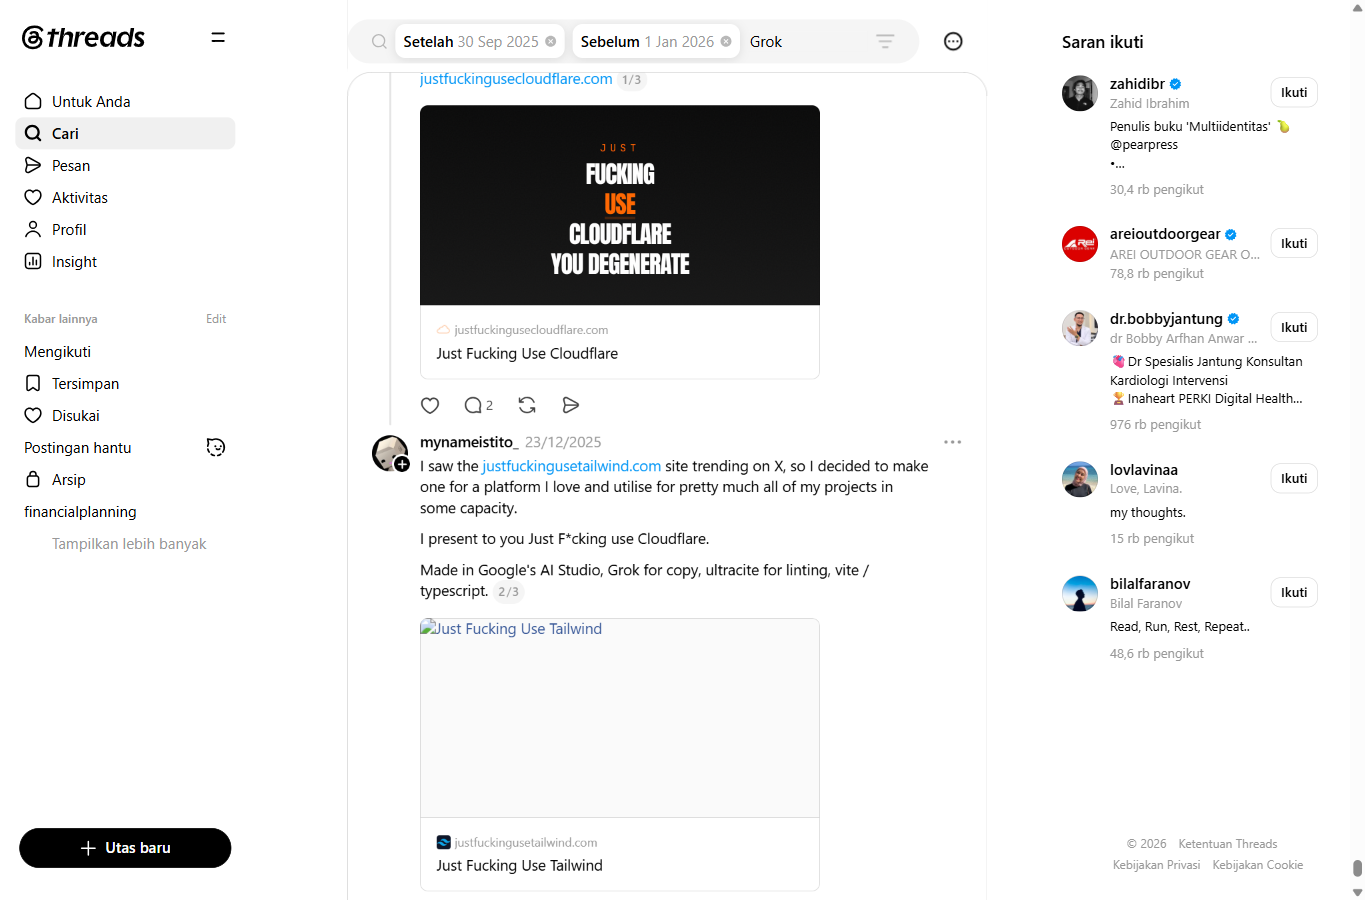 threads
Untuk Anda
Cari
Pesan
Aktivitas
Profil
Insight
Kabar lainnya
Edit
Mengikuti
Tersimpan
Disukai
Postingan hantu
Arsip
financialplanning
Tampilkan lebih banyak
Utas baru
Setelah 30 Sep 2025
Sebelum 1 Jan 2026
Grok
justfuckingusecloudflare.com 1/3
JUST
FUCKING
USE
CLOUDFLARE
YOU DEGENERATE
justfuckingusecloudflare.com
Just Fucking Use Cloudflare
2
mynameistito_ 23/12/2025
I saw the justfuckingusetailwind.com site trending on X, so I decided to make
one for a platform I love and utilise for pretty much all of my projects in
some capacity.
I present to you Just F*cking use Cloudflare.
Made in Google's AI Studio, Grok for copy, ultracite for linting, vite /
typescript. 2/3
Just Fucking Use Tailwind
justfuckingusetailwind.com
Just Fucking Use Tailwind
Saran ikuti
zahidibr
Zahid Ibrahim
Ikuti
Penulis buku 'Multiidentitas' 🍐
@pearpress
•...
30,4 rb pengikut
areioutdoorgear
AREI OUTDOOR GEAR O...
Ikuti
78,8 rb pengikut
dr.bobbyjantung
dr Bobby Arfhan Anwar ...
Ikuti
🫀Dr Spesialis Jantung Konsultan
Kardiologi Intervensi
🏆Inaheart PERKI Digital Health...
976 rb pengikut
lovlavinaa
Love, Lavina.
Ikuti
my thoughts.
15 rb pengikut
bilalfaranov
Bilal Faranov
Ikuti
Read, Run, Rest, Repeat..
48,6 rb pengikut
© 2026 Ketentuan Threads
Kebijakan Privasi Kebijakan Cookie